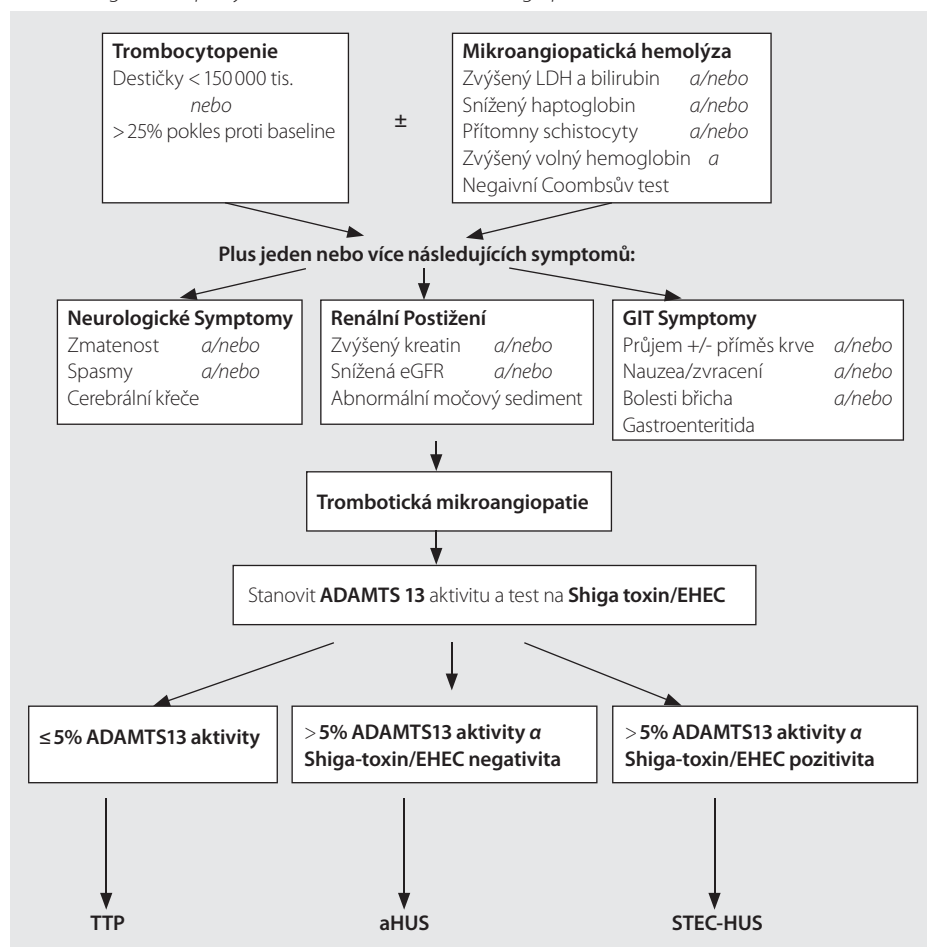 Trombocytopenie
Destičky < 150 000 tis.
nebo
> 25% pokles proti baseline
±
Mikroangiopatická hemolýza
Zvýšený LDH a bilirubin a/nebo
Snížený haptoglobin a/nebo
Přítomny schistocyty a/nebo
Zvýšený volný hemoglobin a
Negaivní Coombsův test
Plus jeden nebo více následujících symptomů:
Neurologické Symptomy
Zmatenost a/nebo
Spasmy a/nebo
Cerebrální křeče
Renální Postižení
Zvýšený kreatin a/nebo
Snížená eGFR a/nebo
Abnormální močový sediment
GIT Symptomy
Průjem +/- příměs krve a/nebo
Nauzea/zvracení a/nebo
Bolesti břicha a/nebo
Gastroenteritida
Trombotická mikroangiopatie
Stanovit ADAMTS 13 aktivitu a test na Shiga toxin/EHEC
≤ 5% ADAMTS13 aktivity
> 5% ADAMTS13 aktivity a
Shiga-toxin/EHEC negativita
> 5% ADAMTS13 aktivity a
Shiga-toxin/EHEC pozitivita
TTP
aHUS
STEC-HUS